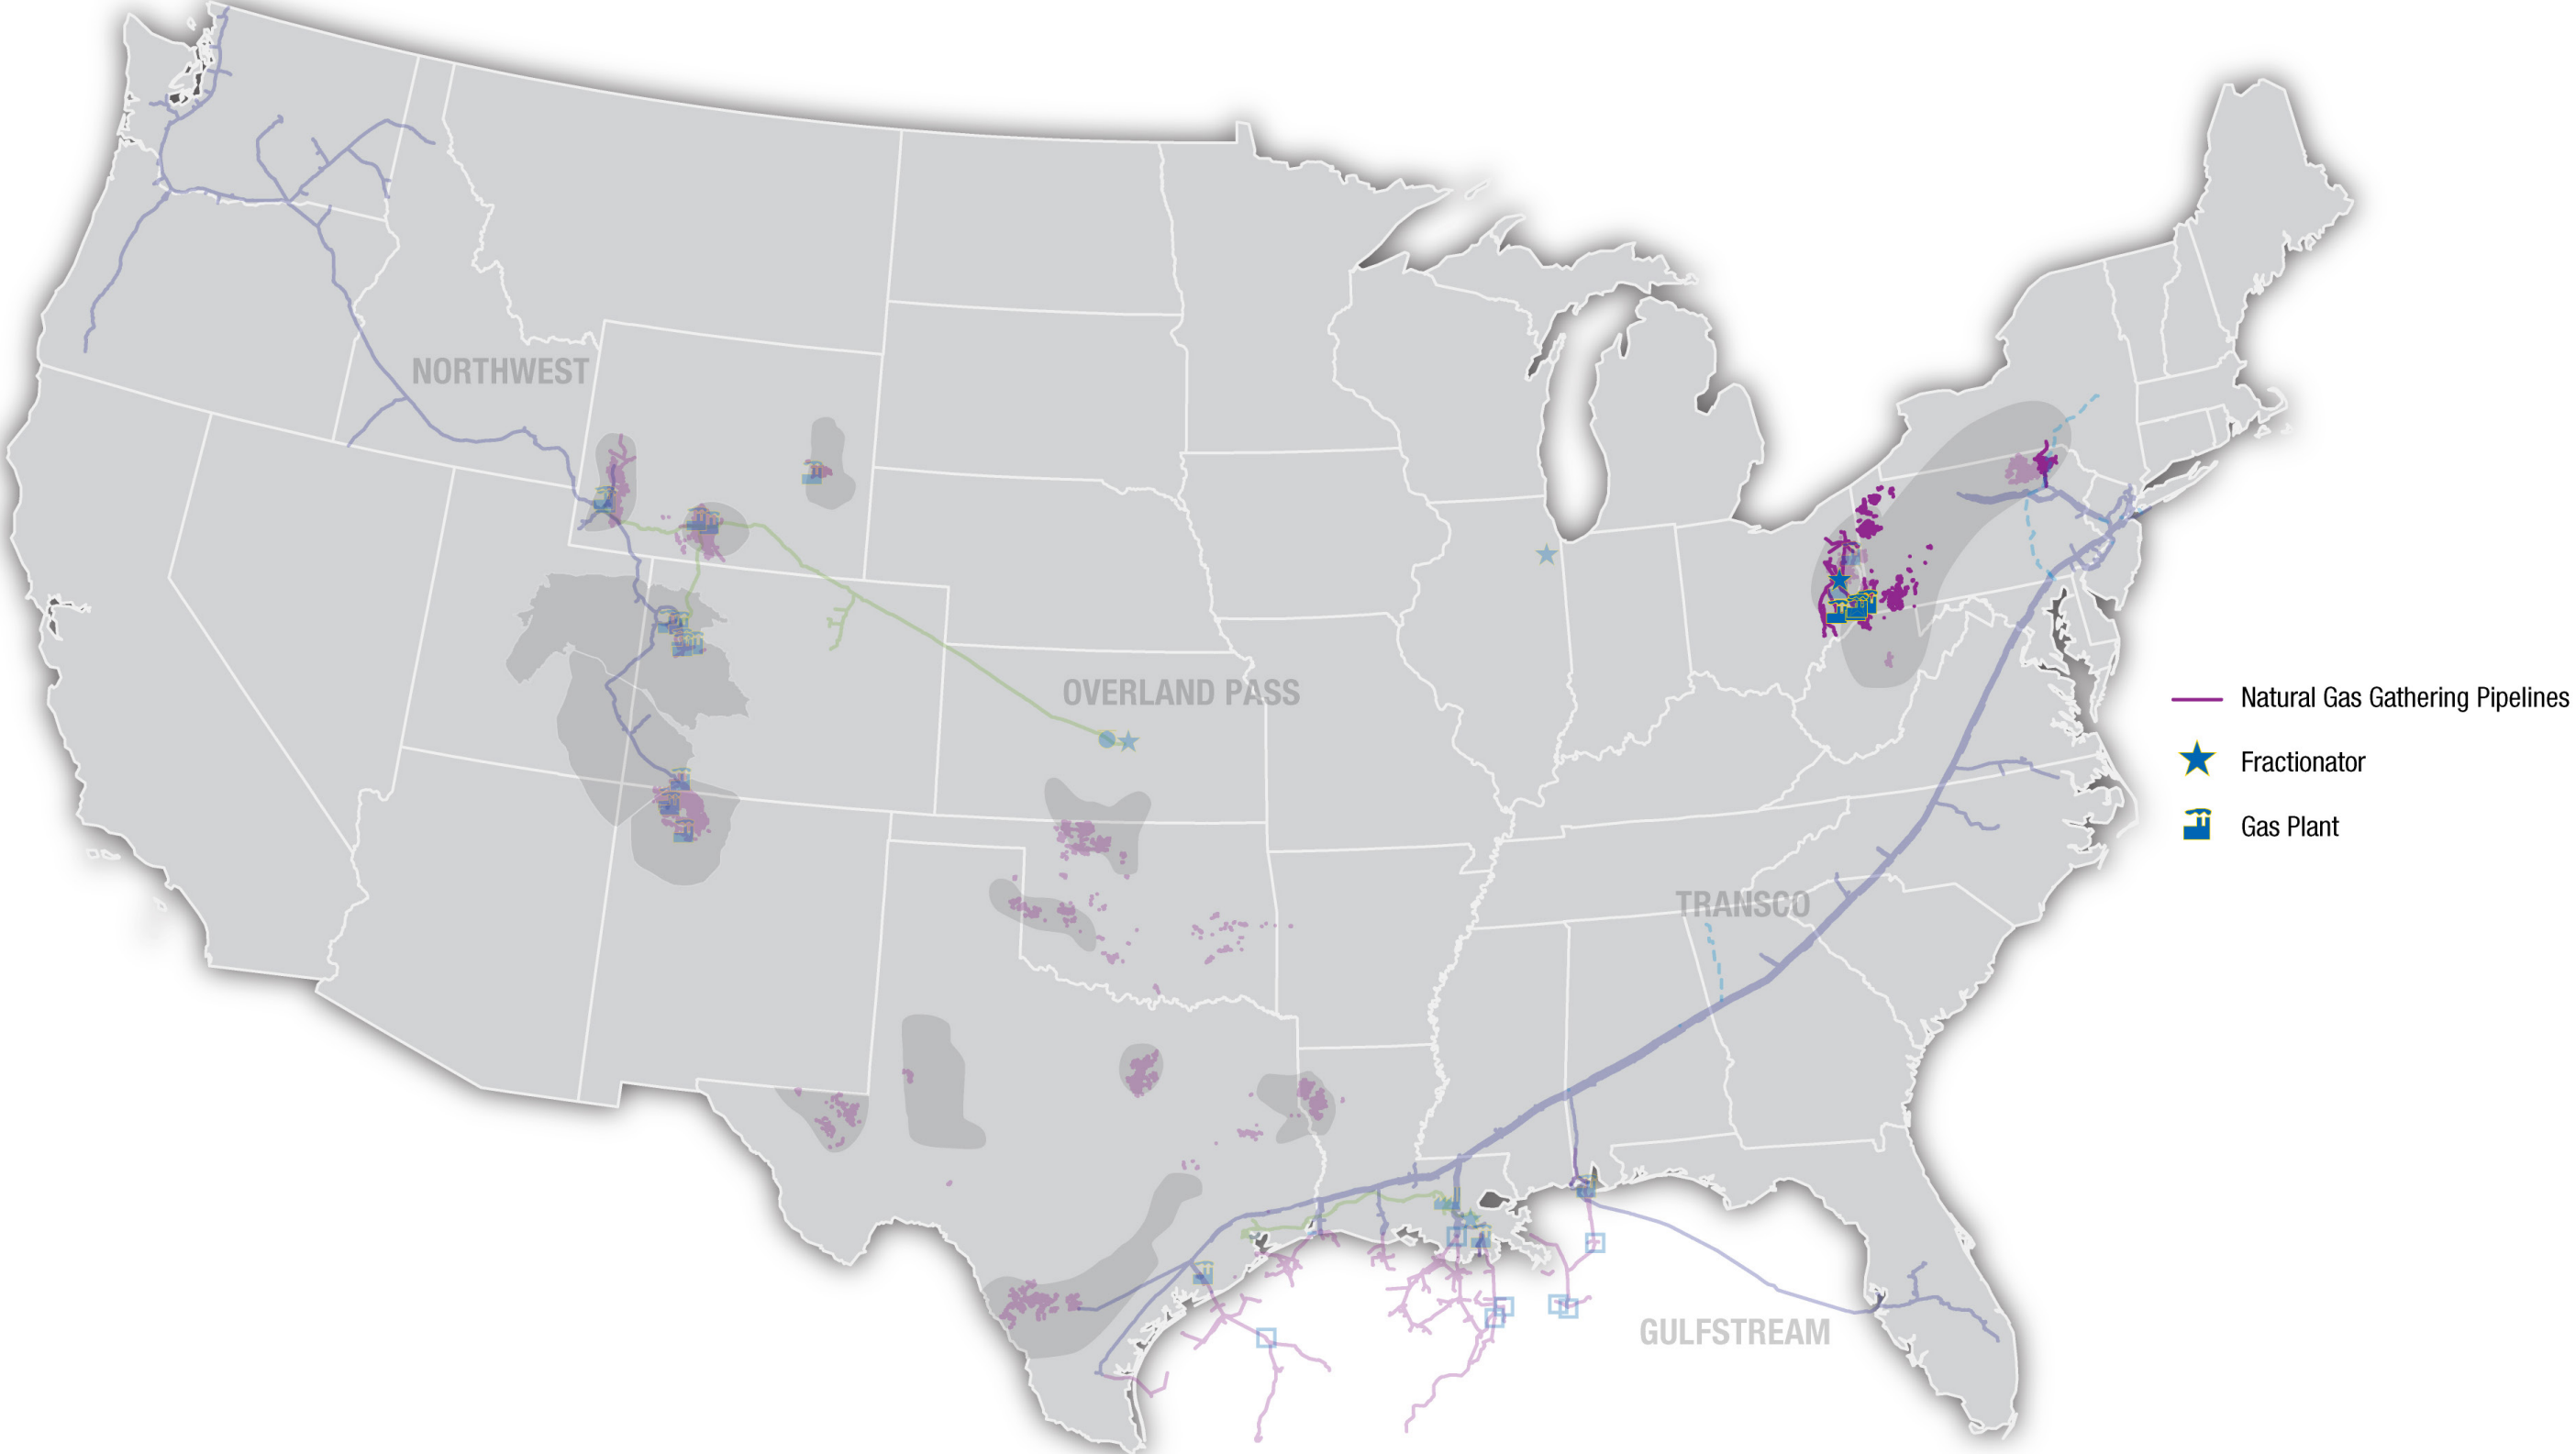 NORTHWEST
OVERLAND PASS
Natural Gas Gathering Pipelines
Fractionator
Gas Plant
TRANSCO
GULFSTREAM